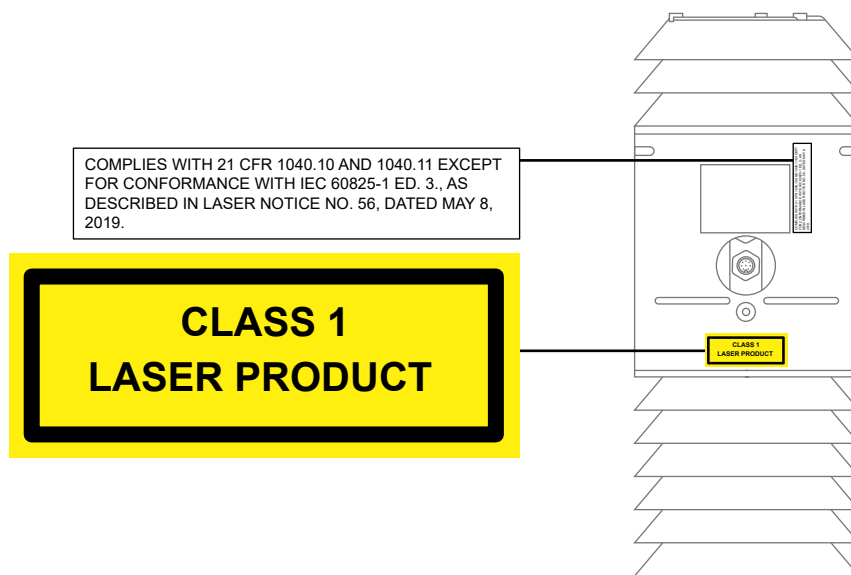 COMPLIES WITH 21 CFR 1040.10 AND 1040.11 EXCEPT
FOR CONFORMANCE WITH IEC 60825-1 ED. 3., AS
DESCRIBED IN LASER NOTICE NO. 56, DATED MAY 8,
2019.
CLASS 1
LASER PRODUCT
CLASS 1
LASER PRODUCT